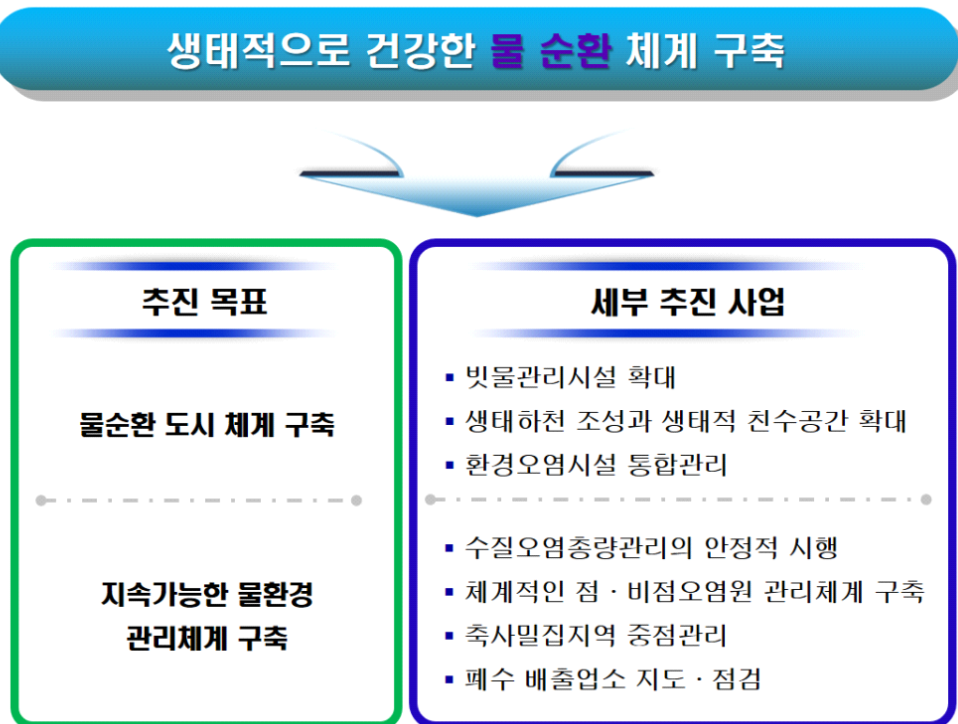 생태적으로 건강한 물 순환 체계 구축
추진 목표
물순환 도시 체계 구축
지속가능한 물환경
관리체계 구축
세부 추진 사업
▪ 빗물관리시설 확대
▪ 생태하천 조성과 생태적 친수공간 확대
▪ 환경오염시설 통합관리
▪ 수질오염총량관리의 안정적 시행
▪ 체계적인 점 · 비점오염원 관리체계 구축
▪ 축사밀집지역 중점관리
▪ 폐수 배출업소 지도 · 점검